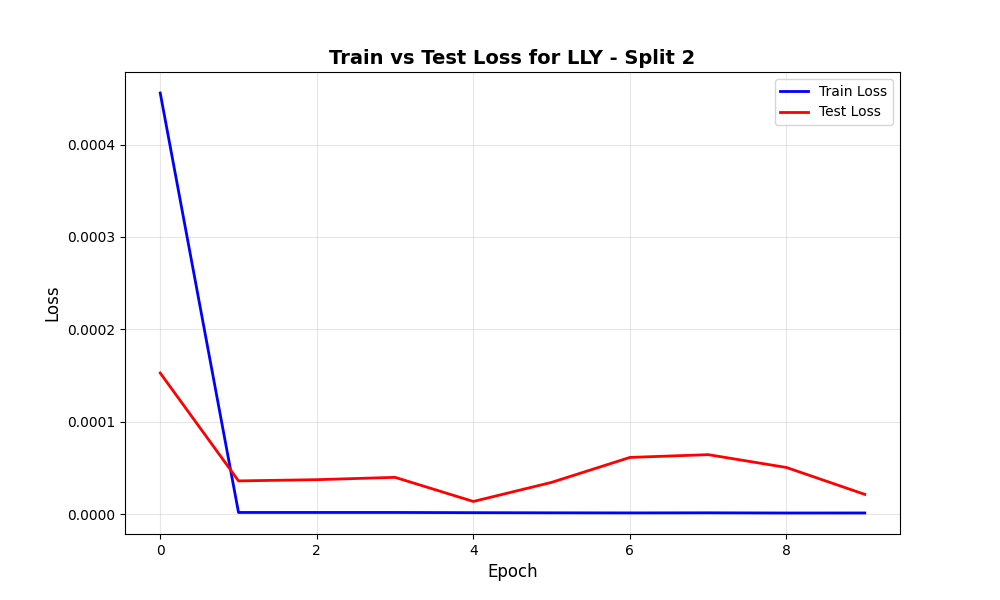 Train vs Test Loss for LLY - Split 2
Train Loss
Test Loss
0.0004
0.0003
0.0002
0.0001
0.0000
Loss
0 2 4 6 8
Epoch